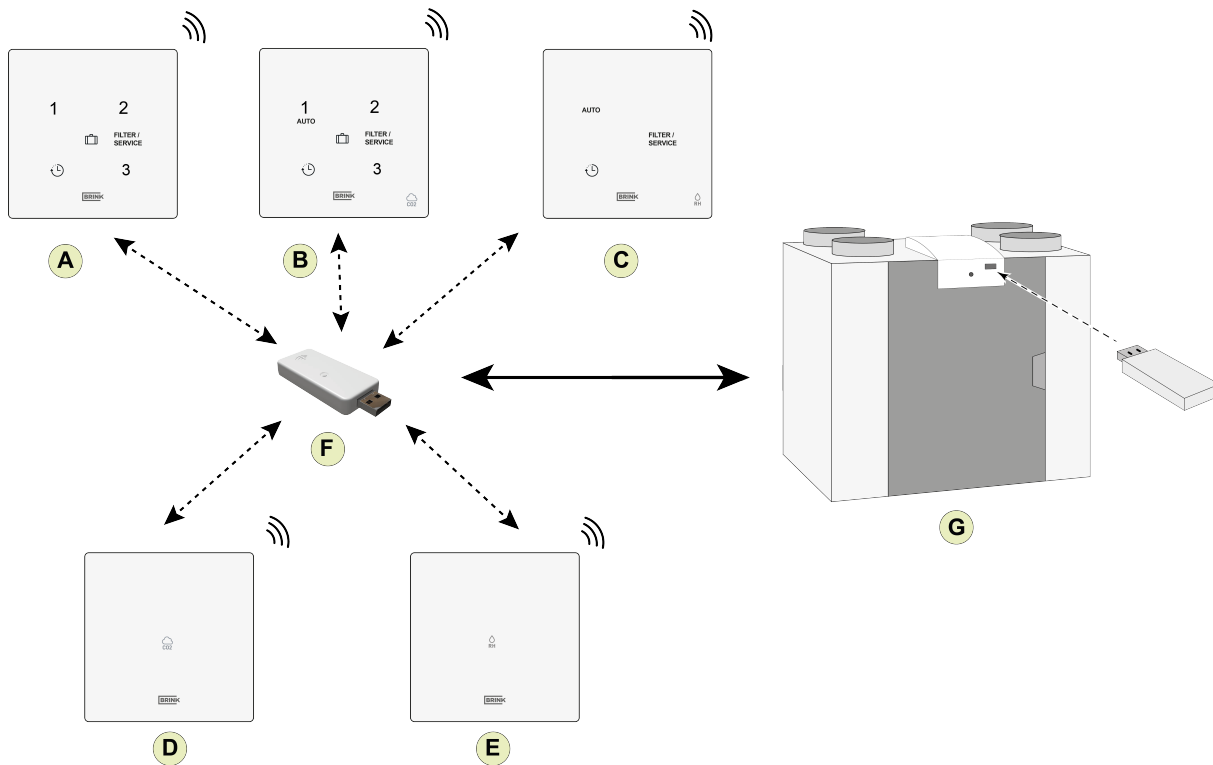 1 2
FILTER / SERVICE
3
BRINK
A
1 2
AUTO
FILTER / SERVICE
3
BRINK
CO2
B
AUTO
FILTER / SERVICE
BRINK
RH
C
F
G
CO2
BRINK
D
RH
BRINK
E